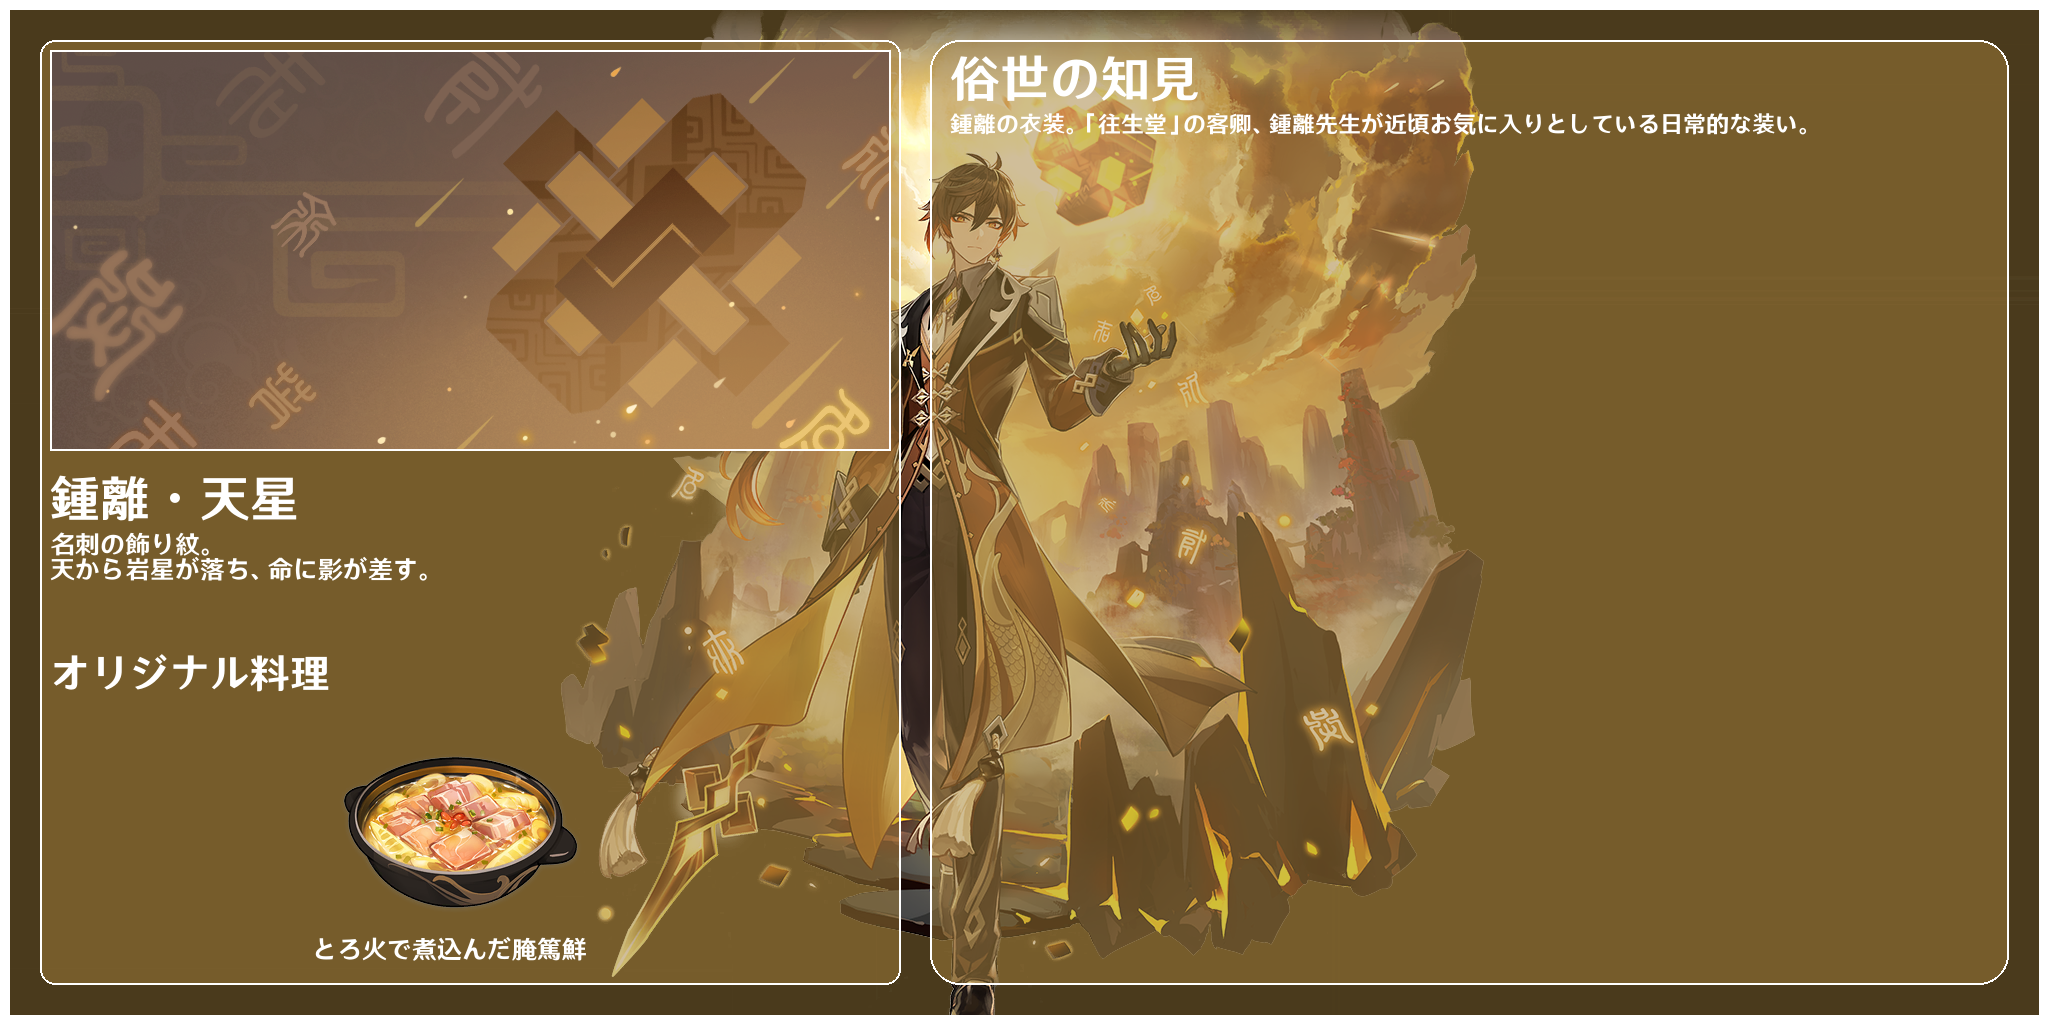 鍾離・天星
名刺の飾り紋。
天から岩星が落ち、命に影が差す。
オリジナル料理
とろ火で煮込んだ腌篤鮮
俗世の知見
鍾離の衣装。「往生堂」の客卿、鍾離先生が近頃お気に入りとしている日常的な装い。